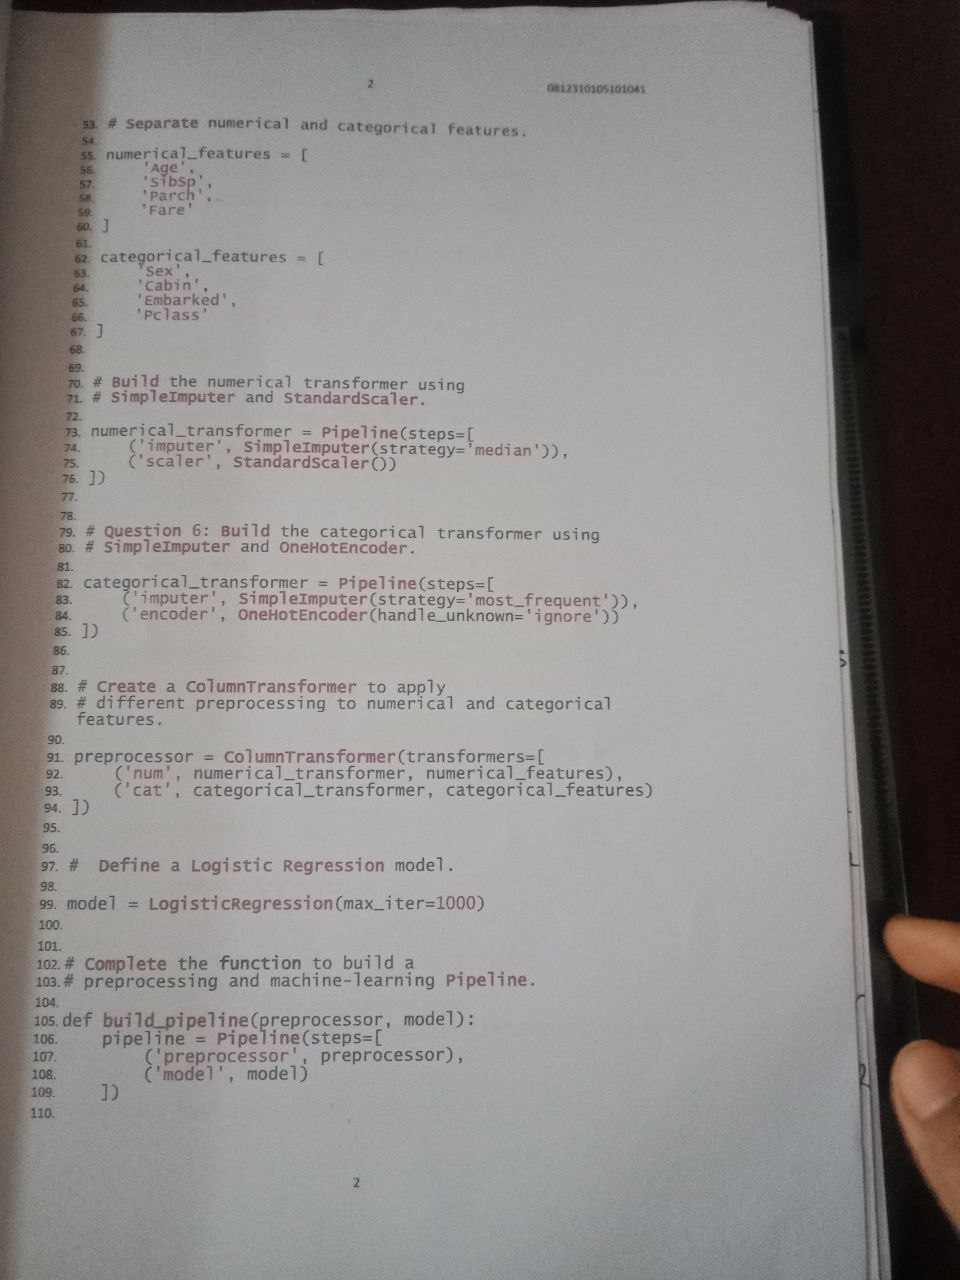 2 0812310105101041
53. # Separate numerical and categorical features.
54.
55. numerical_features = [
56.     'Age',
57.     'SibSp',
58.     'Parch',
59.     'Fare'
60. ]
61.
62. categorical_features = [
63.     'Sex',
64.     'Cabin',
65.     'Embarked',
66.     'Pclass'
67. ]
68.
69.
70. # Build the numerical transformer using
71. # SimpleImputer and StandardScaler.
72.
73. numerical_transformer = Pipeline(steps=[
74.     ('imputer', SimpleImputer(strategy='median')),
75.     ('scaler', StandardScaler())
76. ])
77.
78.
79. # Question 6: Build the categorical transformer using
80. # SimpleImputer and OneHotEncoder.
81.
82. categorical_transformer = Pipeline(steps=[
83.     ('imputer', SimpleImputer(strategy='most_frequent')),
84.     ('encoder', OneHotEncoder(handle_unknown='ignore'))
85. ])
86.
87.
88. # Create a ColumnTransformer to apply
89. # different preprocessing to numerical and categorical
features.
90.
91. preprocessor = ColumnTransformer(transformers=[
92.     ('num', numerical_transformer, numerical_features),
93.     ('cat', categorical_transformer, categorical_features)
94. ])
95.
96.
97. #  Define a Logistic Regression model.
98.
99. model = LogisticRegression(max_iter=1000)
100.
101.
102. # Complete the function to build a
103. # preprocessing and machine-learning Pipeline.
104.
105. def build_pipeline(preprocessor, model):
106.     pipeline = Pipeline(steps=[
107.         ('preprocessor', preprocessor),
108.         ('model', model)
109.     ])
110.
2